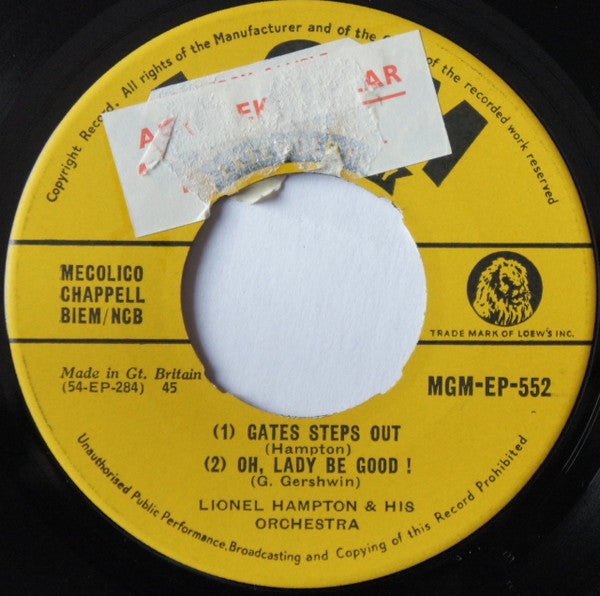 Copyright Record. All rights of the Manufacturer and of the of the recorded work reserved
AR
MECOLICO
CHAPPELL
BIEM/NCB
TRADE MARK OF LOEW'S INC.
Made in Gt. Britain
(54-EP-284) 45
MGM-EP-552
(1) GATES STEPS OUT
(Hampton)
(2) OH, LADY BE GOOD !
(G. Gershwin)
LIONEL HAMPTON & HIS
ORCHESTRA
Unauthorised Public Performance, Broadcasting and Copying of this Record Prohibited